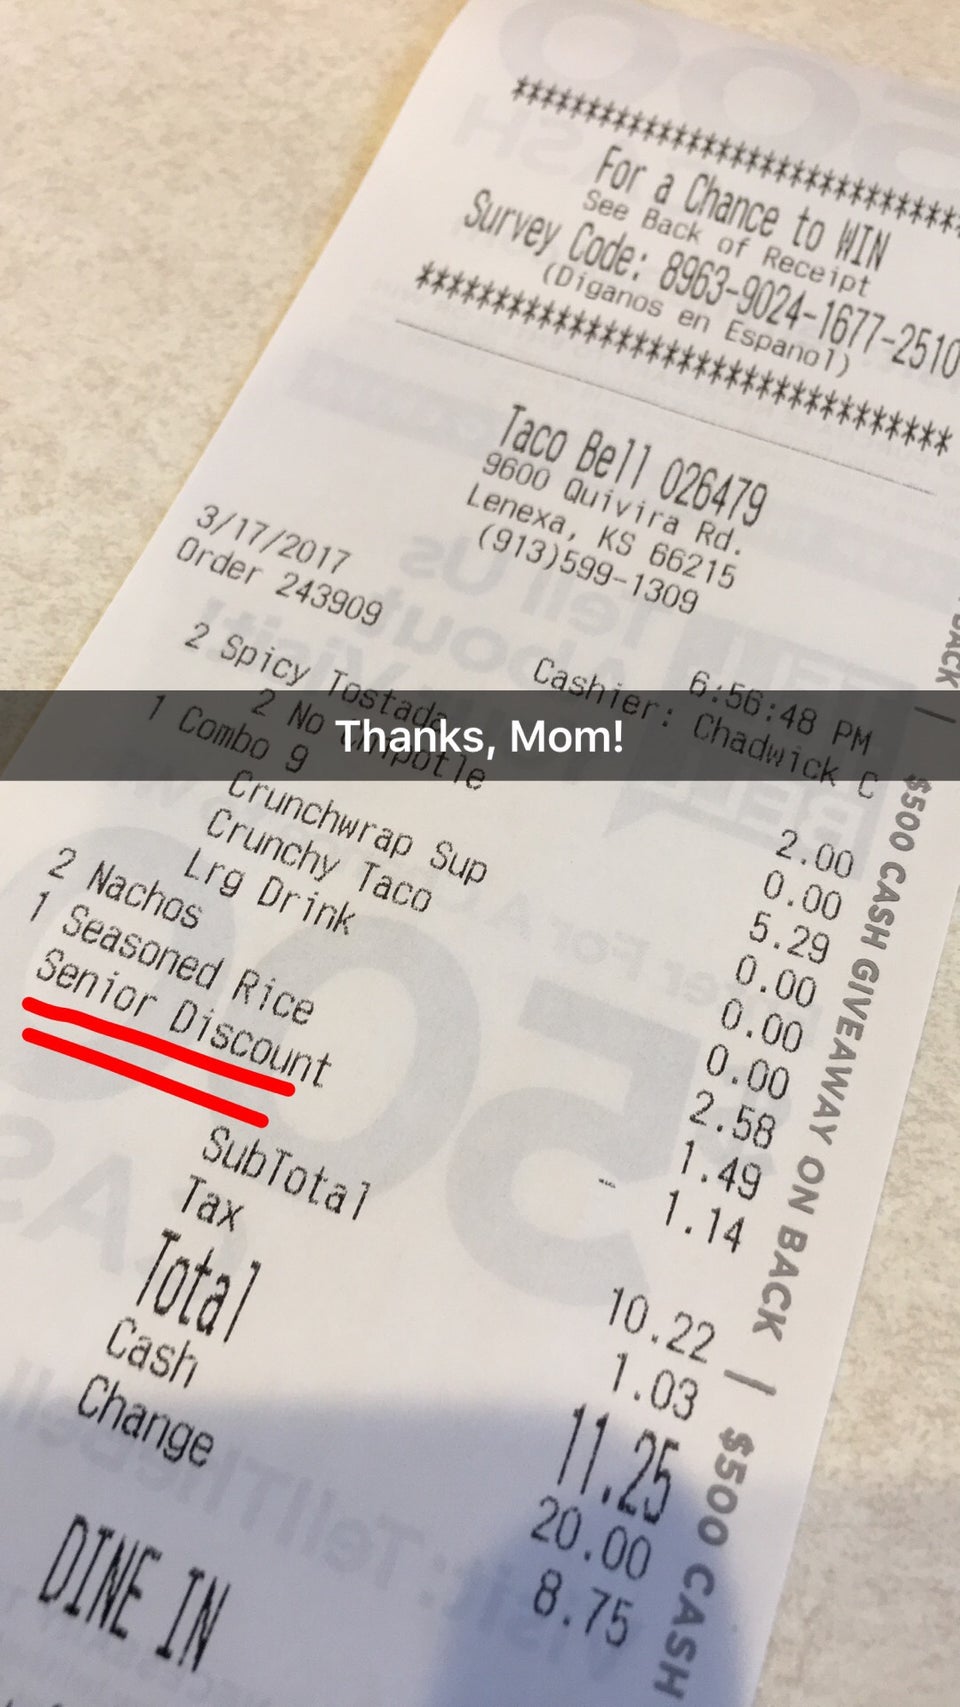 ************************************
For a Chance to WIN
See Back of Receipt
Survey Code: 8963-9024-1677-2510
(Diganos en Espanol)
************************************
Taco Bell 026479
9600 Quivira Rd.
Lenexa, KS 66215
(913)599-1309
3/17/2017 6:56:48 PM
Order 243909 Cashier: Chadwick C
2 Spicy Tostada 2.00
2 No Chipotle 0.00
Thanks, Mom!
1 Combo 9 5.29
Crunchwrap Sup 0.00
Crunchy Taco 0.00
Lrg Drink 0.00
2 Nachos 2.58
1 Seasoned Rice 1.49
Senior Discount - 1.14
SubTotal 10.22
Tax 1.03
Total 11.25
Cash 20.00
Change 8.75
DINE IN
BACK | $500 CASH GIVEAWAY ON BACK | $500 CASH